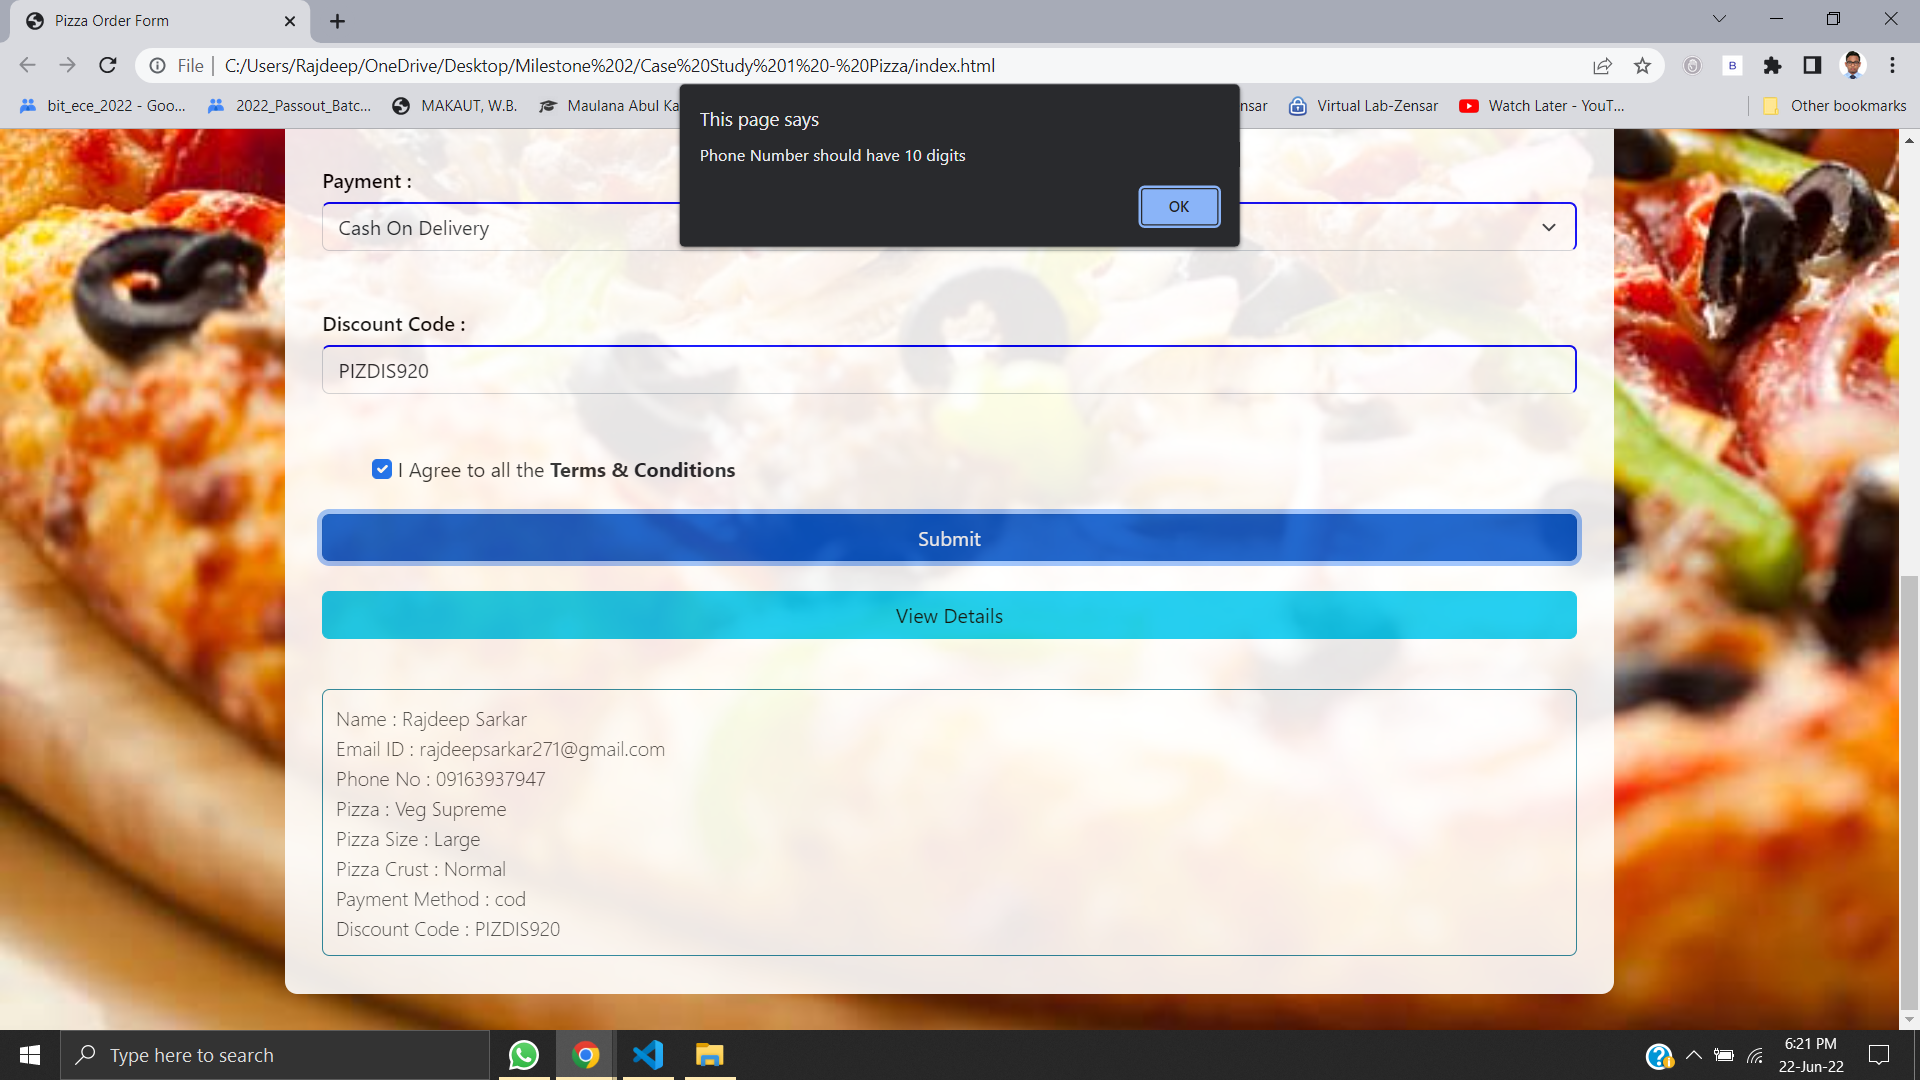 Pizza Order Form
File
C:/Users/Rajdeep/OneDrive/Desktop/Milestone%202/Case%20Study%201%20-%20Pizza/index.html
B
bit_ece_2022 - Goo...
2022_Passout_Batc...
MAKAUT, W.B.
Maulana Abul Ka
nsar
Virtual Lab-Zensar
Watch Later - YouT...
Other bookmarks
This page says
Phone Number should have 10 digits
OK
Payment :
Cash On Delivery
Discount Code :
PIZDIS920
I Agree to all the Terms & Conditions
Submit
View Details
Name : Rajdeep Sarkar
Email ID : rajdeepsarkar271@gmail.com
Phone No : 09163937947
Pizza : Veg Supreme
Pizza Size : Large
Pizza Crust : Normal
Payment Method : cod
Discount Code : PIZDIS920
Type here to search
6:21 PM
22-Jun-22